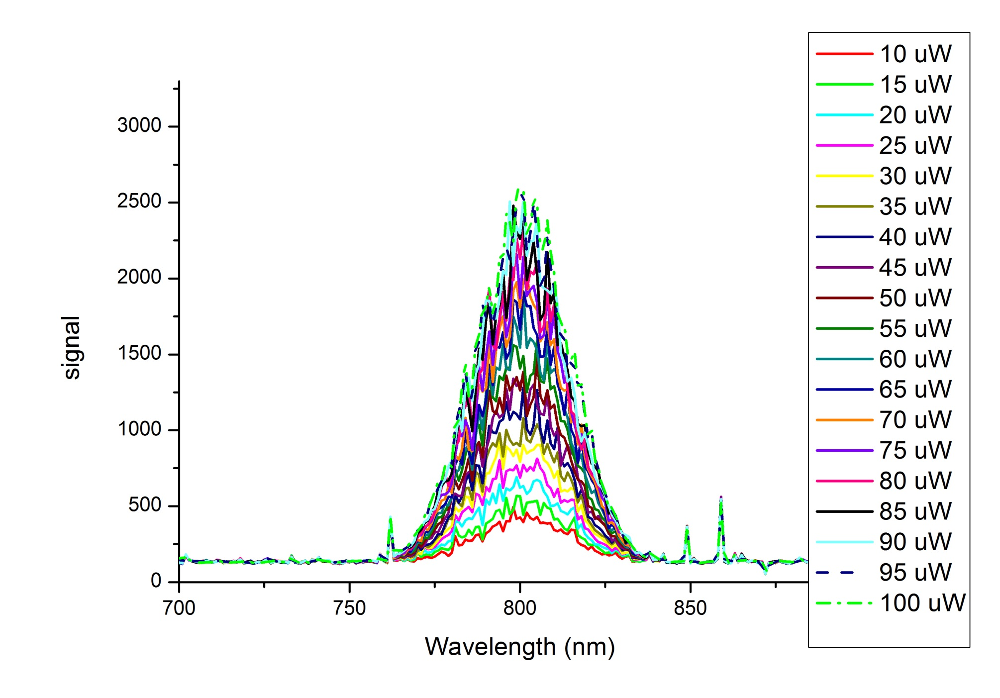 10 uW
15 uW
20 uW
25 uW
30 uW
35 uW
40 uW
45 uW
50 uW
55 uW
60 uW
65 uW
70 uW
75 uW
80 uW
85 uW
90 uW
95 uW
100 uW
3000
2500
2000
1500
1000
500
0
signal
700 750 800 850
Wavelength (nm)